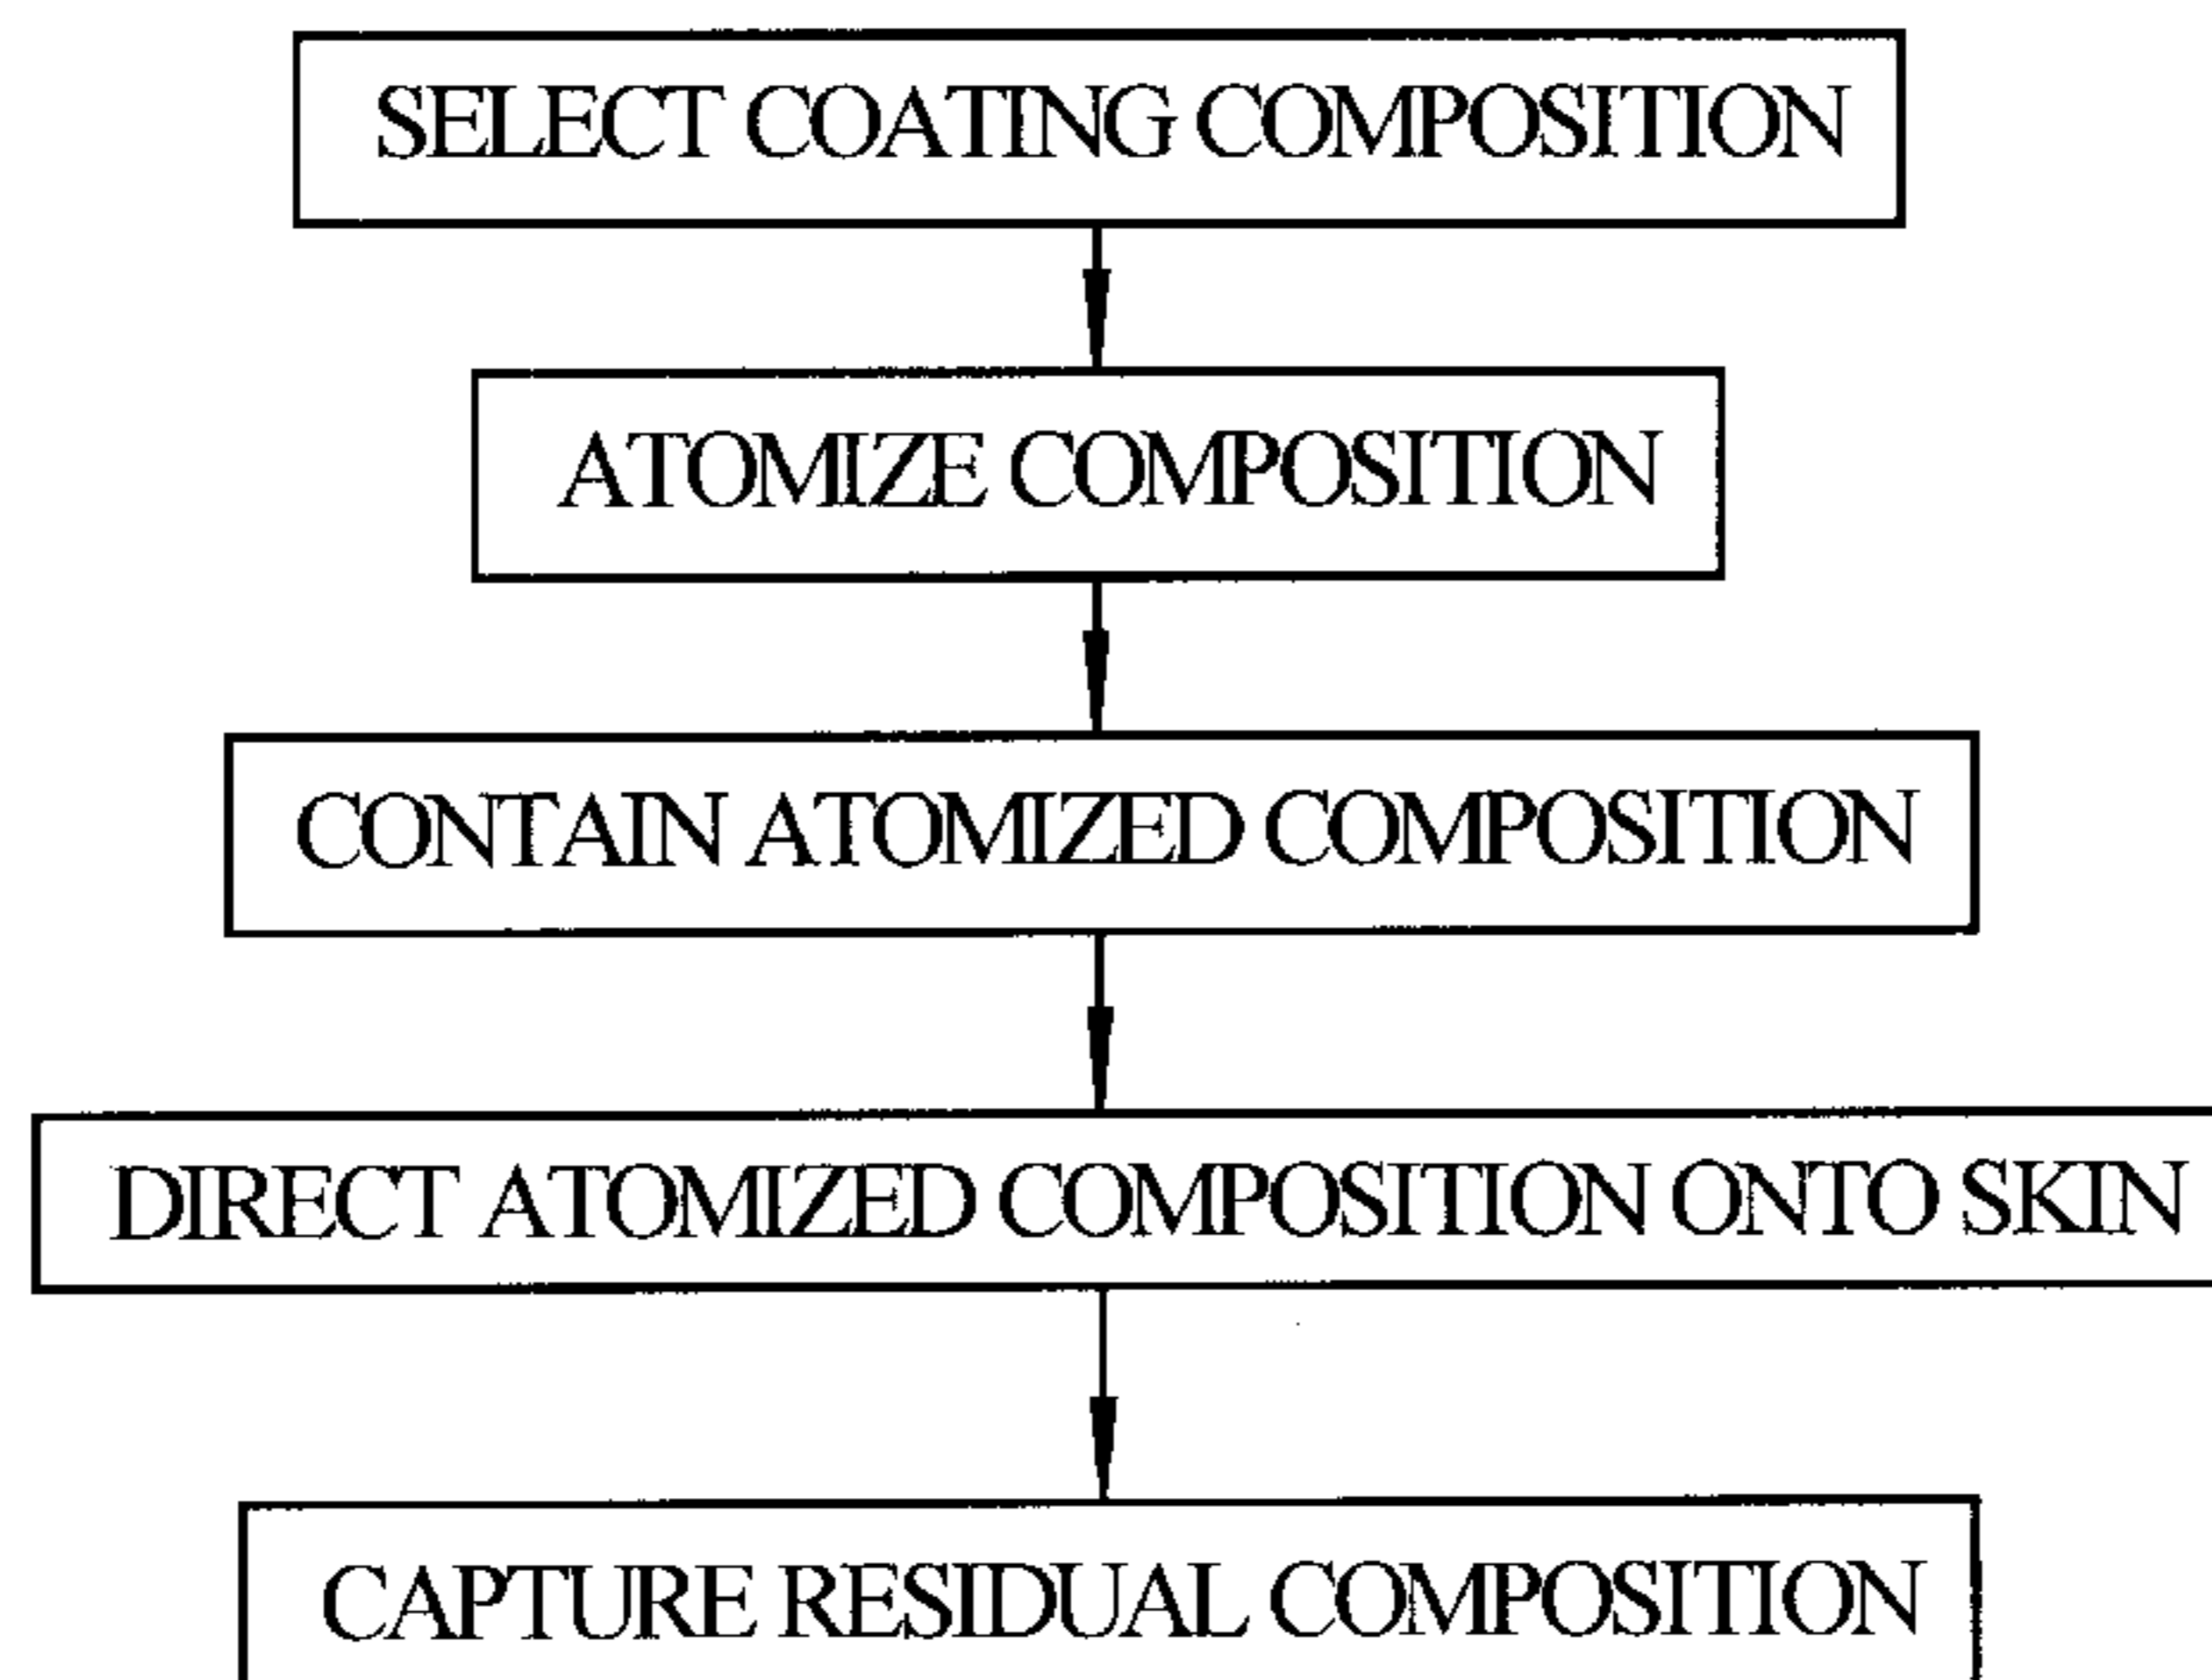 SELECT COATING COMPOSITION
ATOMIZE COMPOSITION
CONTAIN ATOMIZED COMPOSITION
DIRECT ATOMIZED COMPOSITION ONTO SKIN
CAPTURE RESIDUAL COMPOSITION